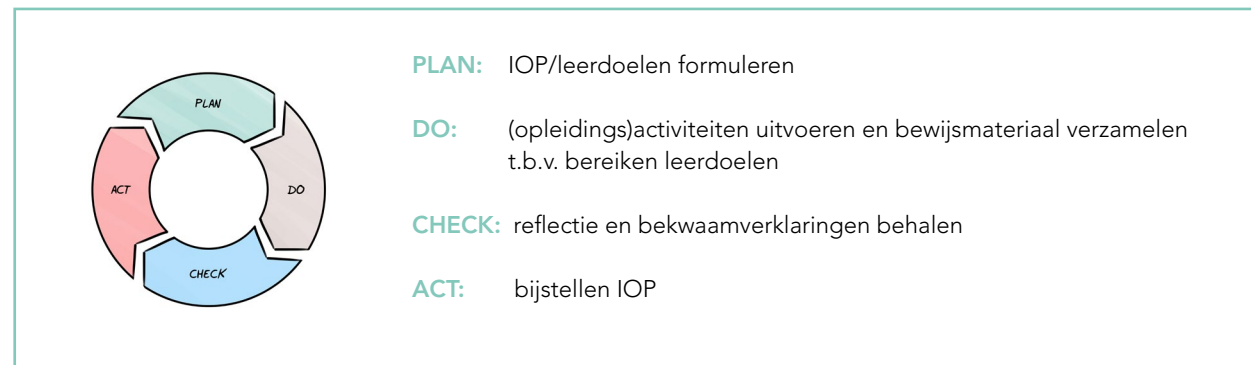 PLAN
DO
CHECK
ACT
PLAN: IOP/leerdoelen formuleren
DO: (opleidings)activiteiten uitvoeren en bewijsmateriaal verzamelen
t.b.v. bereiken leerdoelen
CHECK: reflectie en bekwaamverklaringen behalen
ACT: bijstellen IOP